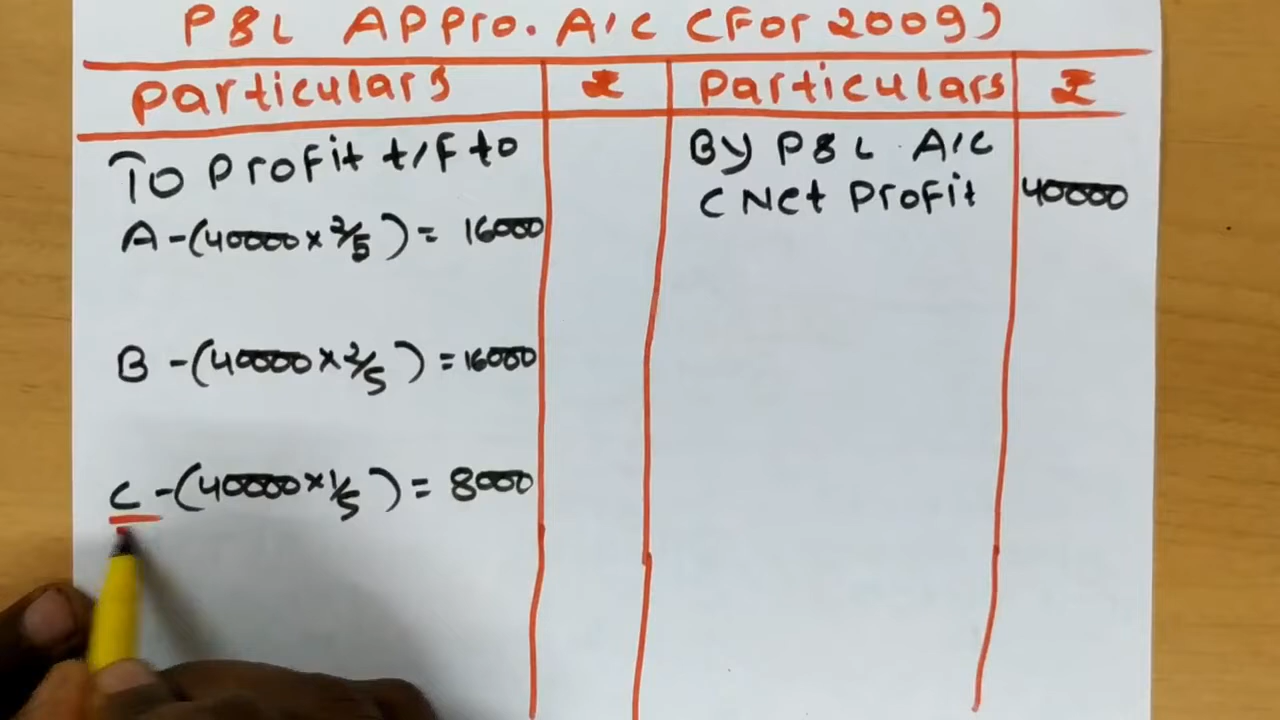 P&L APPro. A/C (For 2009)
Particulars ₹ Particulars ₹
To Profit t/f to
By P&L A/C
(Net Profit 40000
A-(40000×2/5) = 16000
B -(40000×2/5) =16000
C -(40000×1/5) = 8000